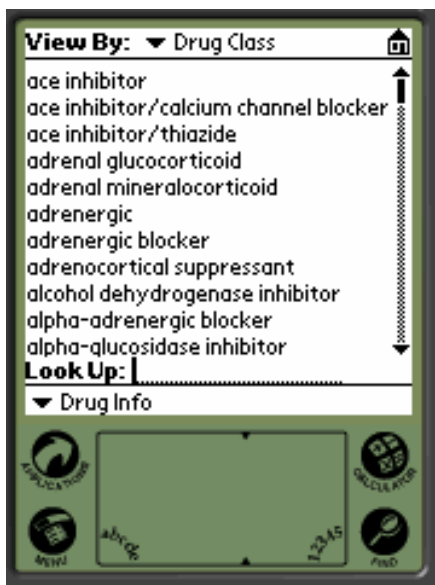 View By: Drug Class
ace inhibitor
ace inhibitor/calcium channel blocker
ace inhibitor/thiazide
adrenal glucocorticoid
adrenal mineralocorticoid
adrenergic
adrenergic blocker
adrenocortical suppressant
alcohol dehydrogenase inhibitor
alpha-adrenergic blocker
alpha-glucosidase inhibitor
Look Up:
Drug Info
APPLICATIONS
CALCULATOR
MENU
abcde
12345
FIND